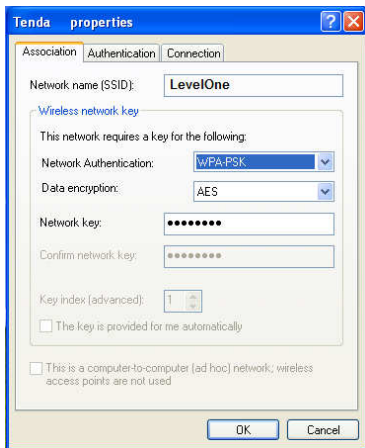 Tenda properties
Association Authentication Connection
Network name (SSID): LevelOne
Wireless network key
This network requires a key for the following:
Network Authentication: WPA-PSK
Data encryption: AES
Network key: ••••••••
Confirm network key: ••••••••
Key index (advanced): 1
The key is provided for me automatically
This is a computer-to-computer (ad hoc) network; wireless
access points are not used
OK Cancel